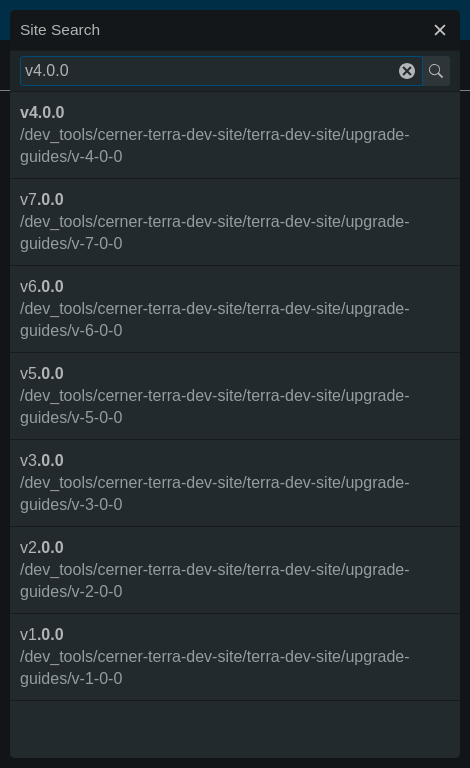 Site Search
v4.0.0
v4.0.0
/dev_tools/cerner-terra-dev-site/terra-dev-site/upgrade-
guides/v-4-0-0
v7.0.0
/dev_tools/cerner-terra-dev-site/terra-dev-site/upgrade-
guides/v-7-0-0
v6.0.0
/dev_tools/cerner-terra-dev-site/terra-dev-site/upgrade-
guides/v-6-0-0
v5.0.0
/dev_tools/cerner-terra-dev-site/terra-dev-site/upgrade-
guides/v-5-0-0
v3.0.0
/dev_tools/cerner-terra-dev-site/terra-dev-site/upgrade-
guides/v-3-0-0
v2.0.0
/dev_tools/cerner-terra-dev-site/terra-dev-site/upgrade-
guides/v-2-0-0
v1.0.0
/dev_tools/cerner-terra-dev-site/terra-dev-site/upgrade-
guides/v-1-0-0